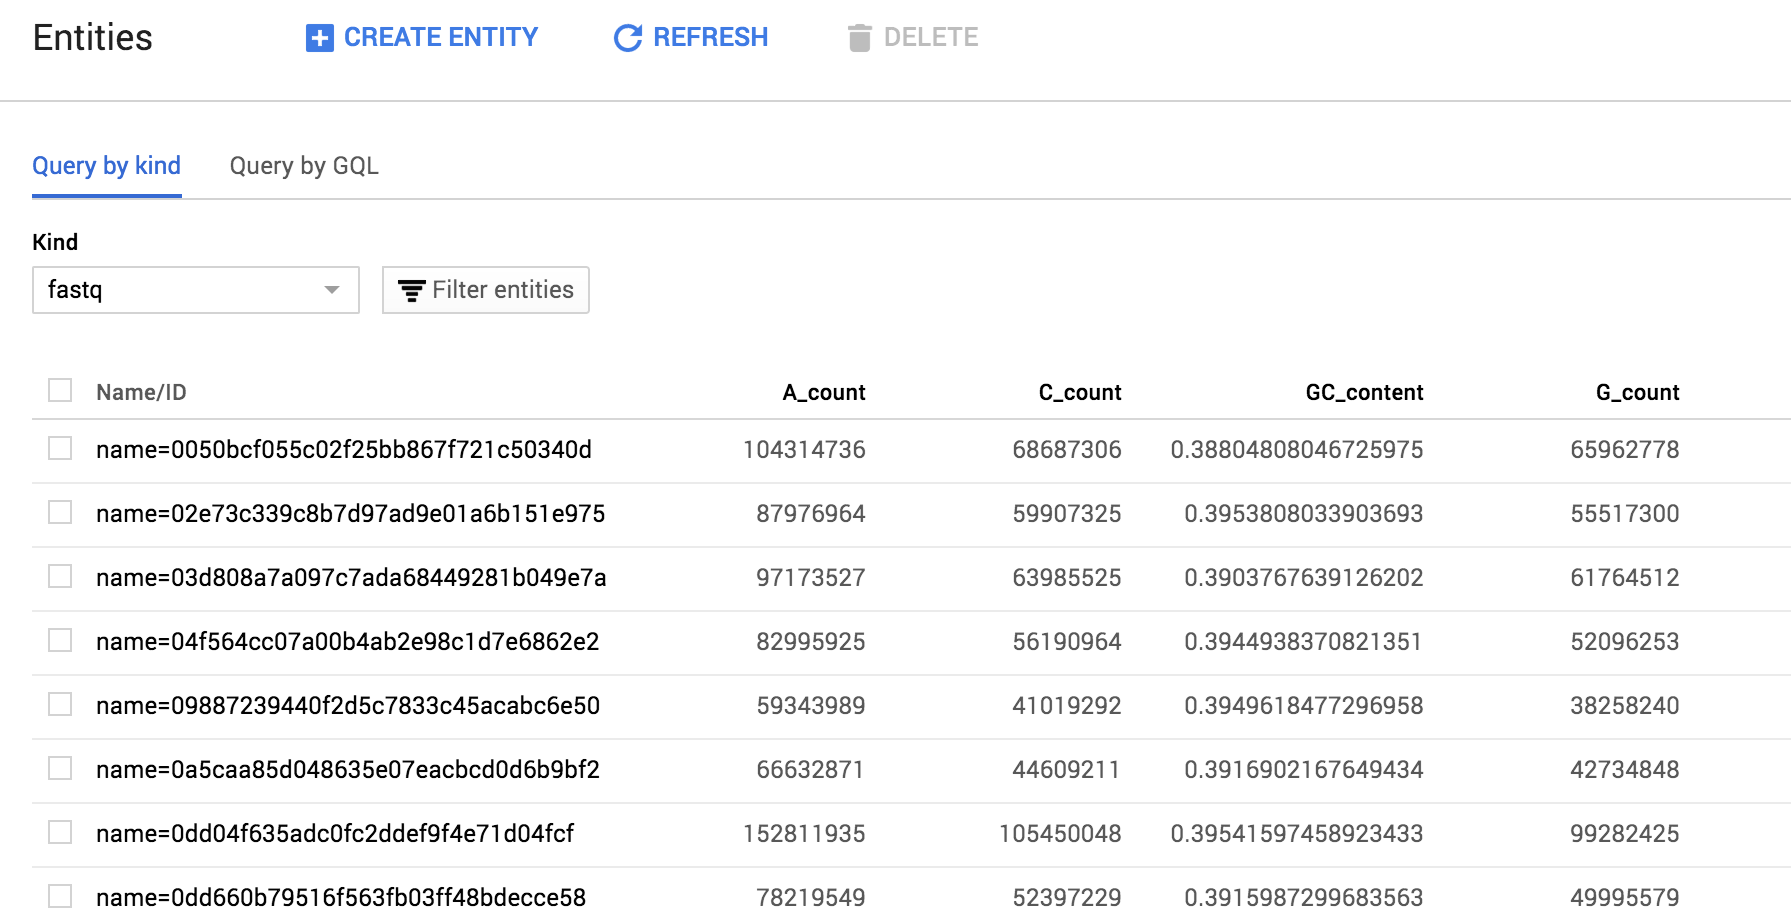 Entities CREATE ENTITY REFRESH DELETE
Query by kind Query by GQL
Kind
fastq Filter entities
Name/ID A_count C_count GC_content G_count
name=0050bcf055c02f25bb867f721c50340d 104314736 68687306 0.38804808046725975 65962778
name=02e73c339c8b7d97ad9e01a6b151e975 87976964 59907325 0.3953808033903693 55517300
name=03d808a7a097c7ada68449281b049e7a 97173527 63985525 0.3903767639126202 61764512
name=04f564cc07a00b4ab2e98c1d7e6862e2 82995925 56190964 0.3944938370821351 52096253
name=09887239440f2d5c7833c45acabc6e50 59343989 41019292 0.3949618477296958 38258240
name=0a5caa85d048635e07eacbcd0d6b9bf2 66632871 44609211 0.3916902167649434 42734848
name=0dd04f635adc0fc2ddef9f4e71d04fcf 152811935 105450048 0.39541597458923433 99282425
name=0dd660b79516f563fb03ff48bdecce58 78219549 52397229 0.3915987299683563 49995579